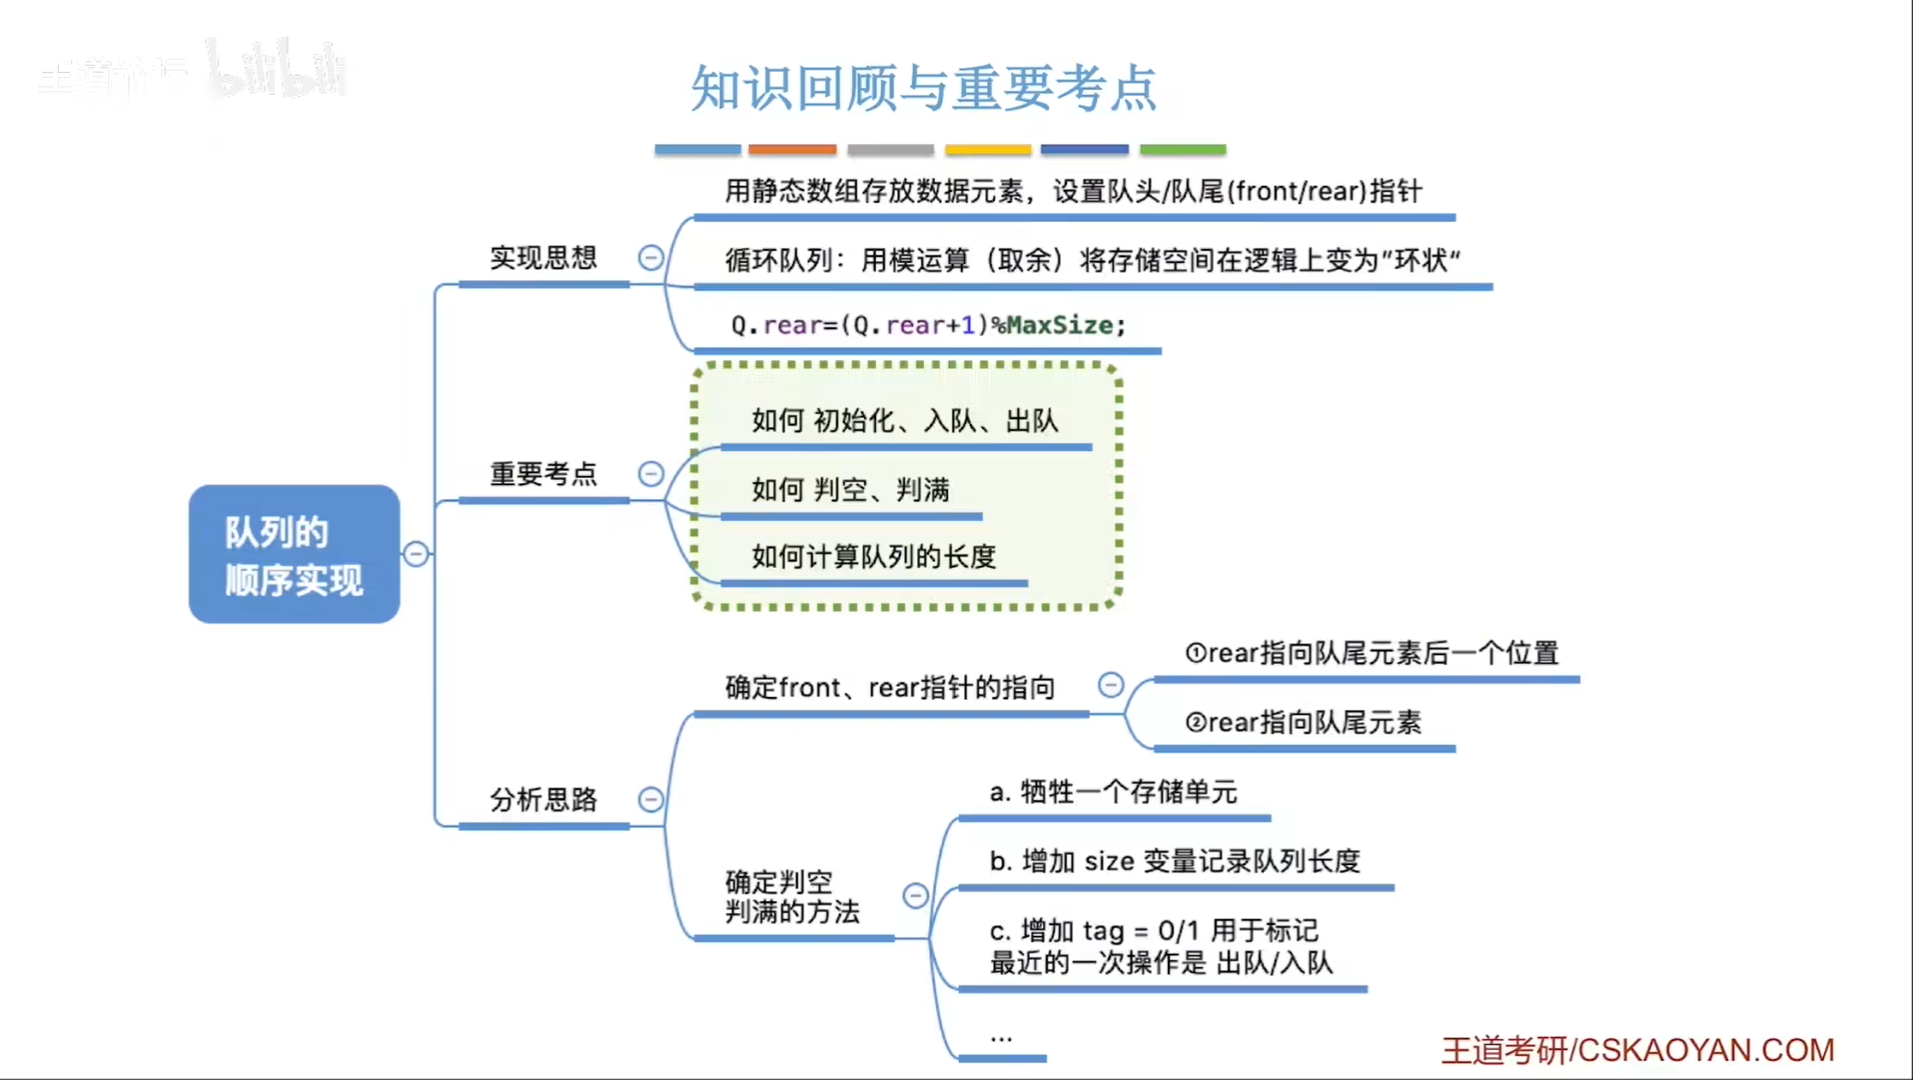 王道论坛 bilibili
知识回顾与重要考点
用静态数组存放数据元素，设置队头/队尾(front/rear)指针
实现思想
循环队列：用模运算（取余）将存储空间在逻辑上变为”环状“
Q.rear=(Q.rear+1)%MaxSize;
如何 初始化、入队、出队
重要考点
如何 判空、判满
如何计算队列的长度
队列的
顺序实现
①rear指向队尾元素后一个位置
确定front、rear指针的指向
②rear指向队尾元素
分析思路
a. 牺牲一个存储单元
b. 增加 size 变量记录队列长度
确定判空
判满的方法
c. 增加 tag = 0/1 用于标记
最近的一次操作是 出队/入队
...
王道考研/CSKAOYAN.COM